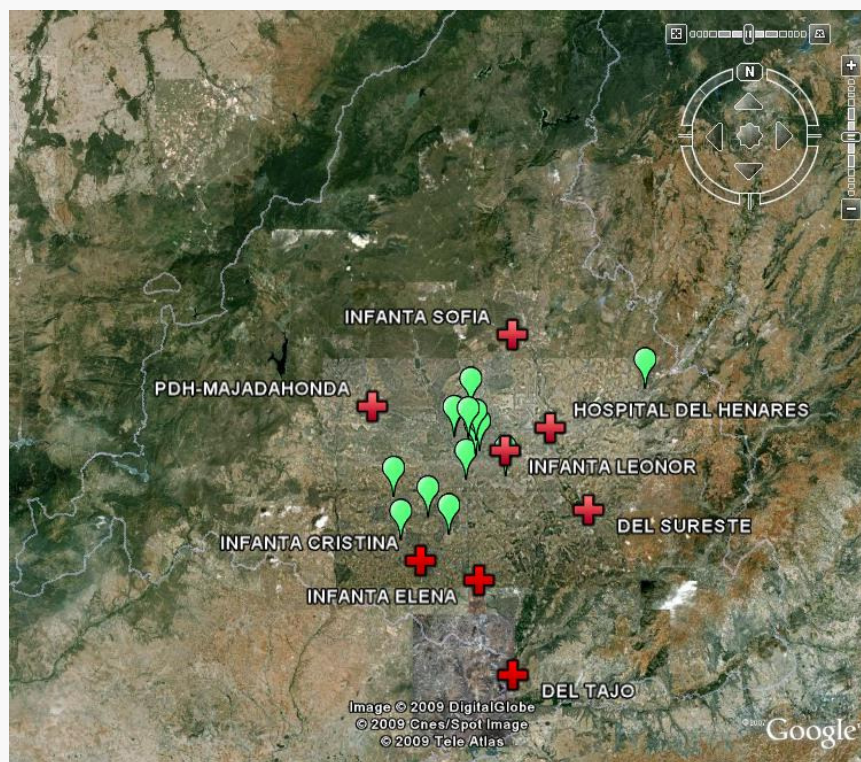 N
INFANTA SOFIA
PDH-MAJADAHONDA
HOSPITAL DEL HENARES
INFANTA LEONOR
DEL SURESTE
INFANTA CRISTINA
INFANTA ELENA
DEL TAJO
Image © 2009 DigitalGlobe
© 2009 Cnes/Spot Image
© 2009 Tele Atlas
©2007 Google